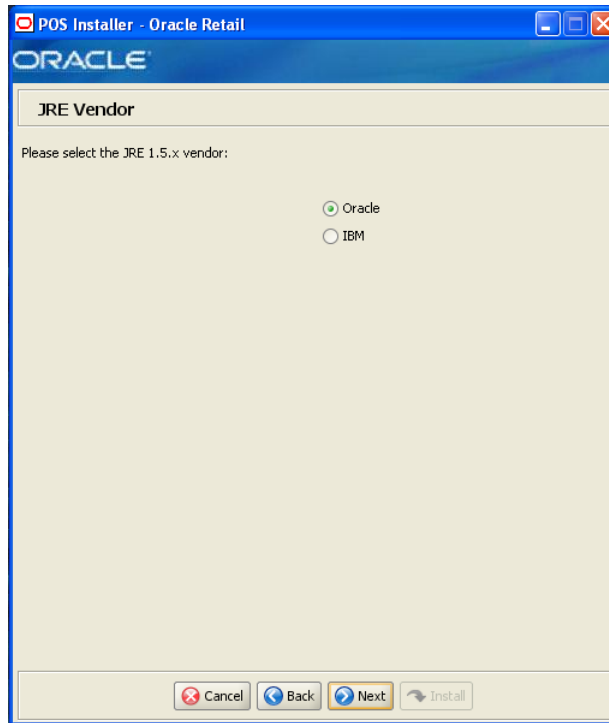 POS Installer - Oracle Retail
ORACLE
JRE Vendor
Please select the JRE 1.5.x vendor:
Oracle
IBM
Cancel Back Next Install